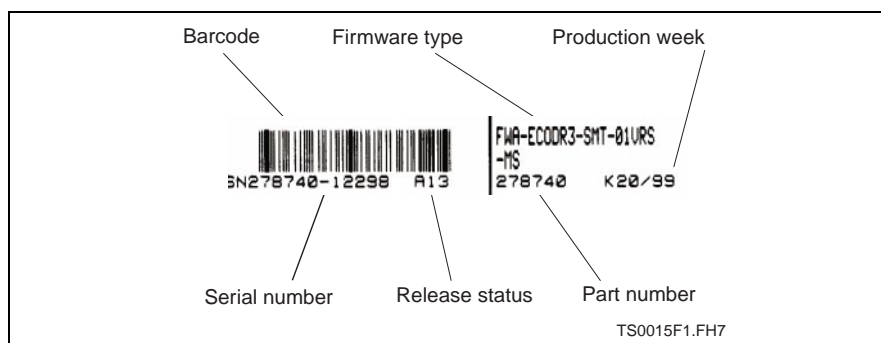 Barcode Firmware type Production week
FWA-ECODR3-SMT-01VRS
-MS
SN278740-12298 A13 278740 K20/99
Serial number Release status Part number
TS0015F1.FH7